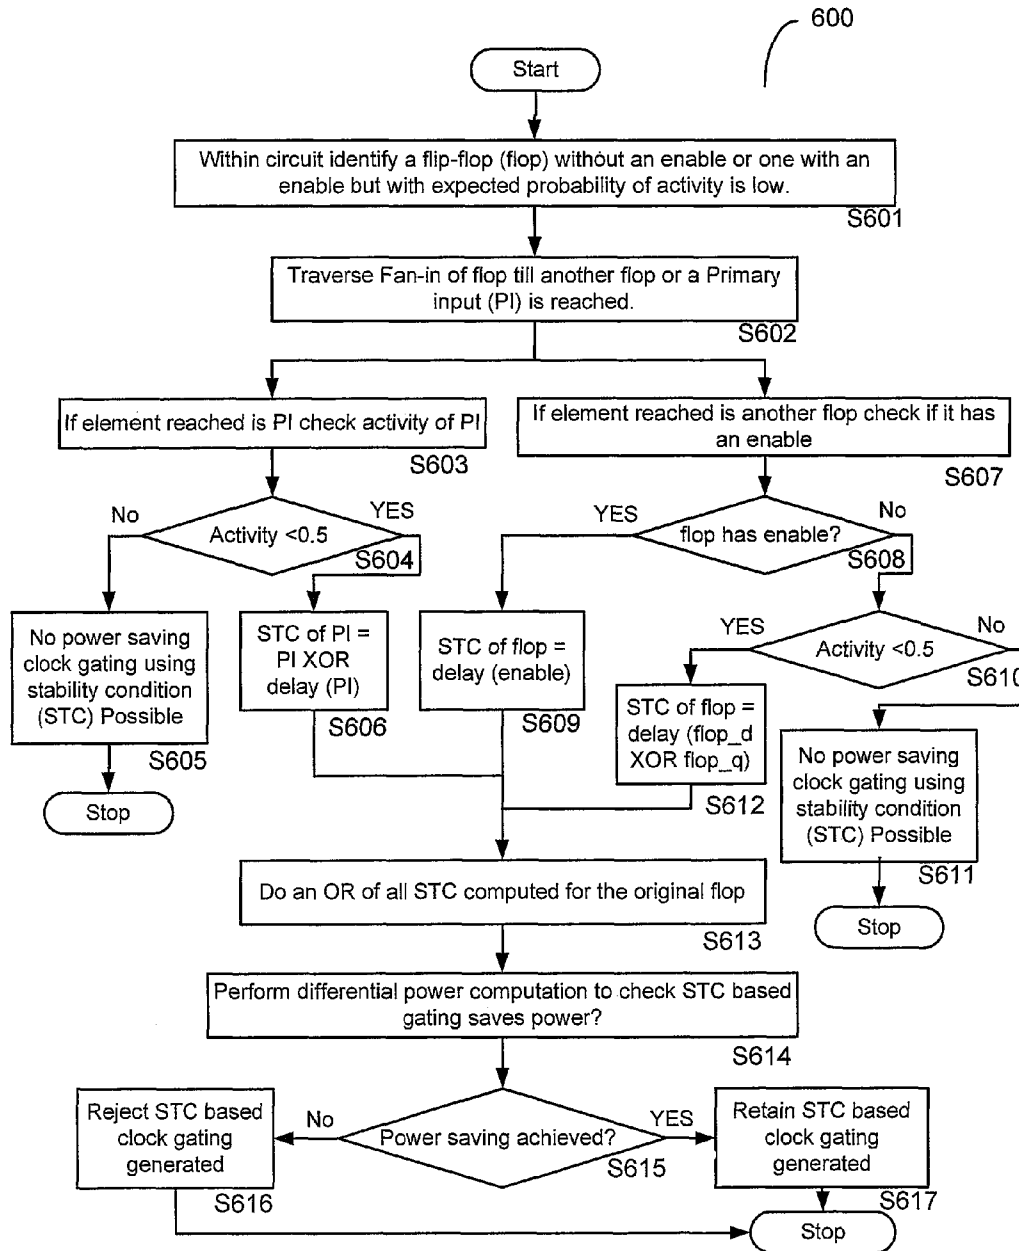 600
Start
Within circuit identify a flip-flop (flop) without an enable or one with an
enable but with expected probability of activity is low.
S601
Traverse Fan-in of flop till another flop or a Primary
input (PI) is reached.
S602
If element reached is PI check activity of PI
S603
If element reached is another flop check if it has
an enable
S607
No
Activity <0.5
YES
S604
YES
flop has enable?
No
S608
No power saving
clock gating using
stability condition
(STC) Possible
S605
Stop
STC of PI =
PI XOR
delay (PI)
S606
STC of flop =
delay (enable)
S609
YES
Activity <0.5
No
S610
STC of flop =
delay (flop_d
XOR flop_q)
S612
No power saving
clock gating using
stability condition
(STC) Possible
S611
Stop
Do an OR of all STC computed for the original flop
S613
Perform differential power computation to check STC based
gating saves power?
S614
No
Power saving achieved?
YES
S615
Reject STC based
clock gating
generated
S616
Retain STC based
clock gating
generated
S617
Stop